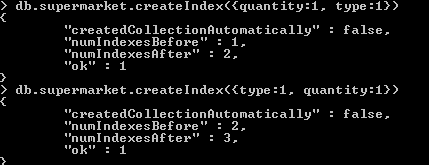 > db.supermarket.createIndex({quantity:1, type:1})
{
        "createdCollectionAutomatically" : false,
        "numIndexesBefore" : 1,
        "numIndexesAfter" : 2,
        "ok" : 1
}
> db.supermarket.createIndex({type:1, quantity:1})
{
        "createdCollectionAutomatically" : false,
        "numIndexesBefore" : 2,
        "numIndexesAfter" : 3,
        "ok" : 1
}